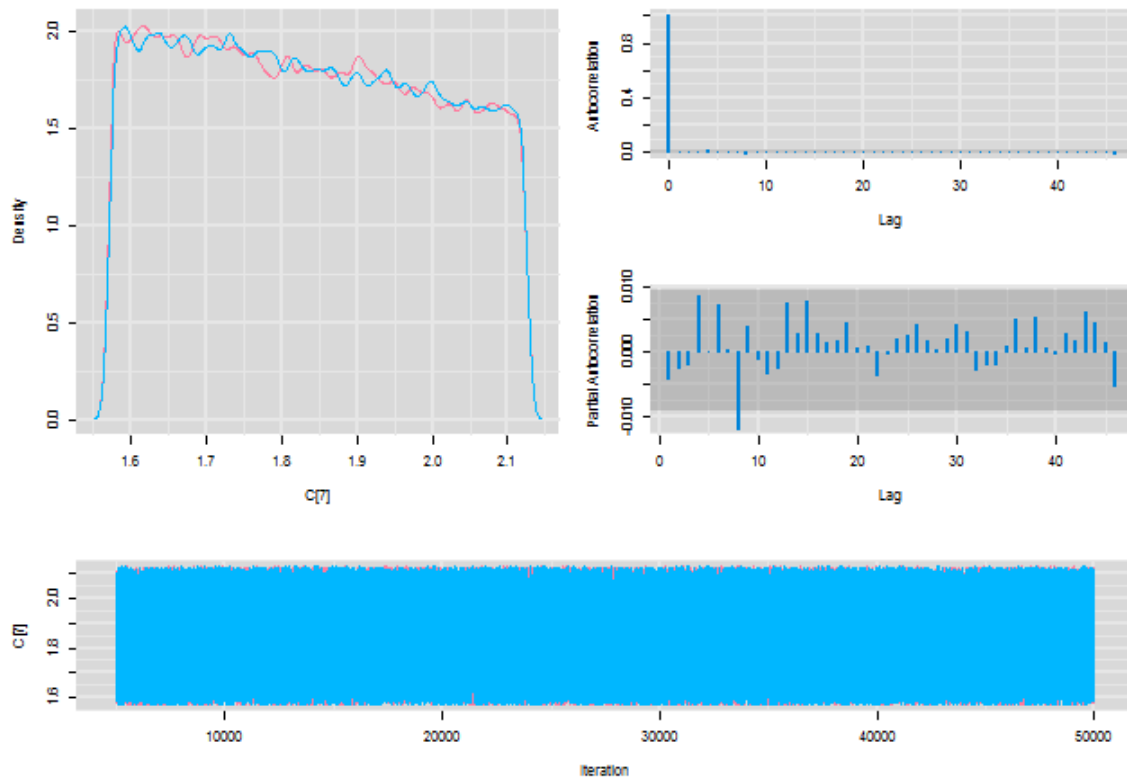 Density
0.0 0.5 1.0 1.5 2.0
1.6 1.7 1.8 1.9 2.0 2.1
C[7]
Autocorrelation
0.0 0.4 0.8
0 10 20 30 40
Lag
Partial Autocorrelation
-0.010 0.000 0.010
0 10 20 30 40
Lag
C[7]
1.6 1.8 2.0
10000 20000 30000 40000 50000
Iteration